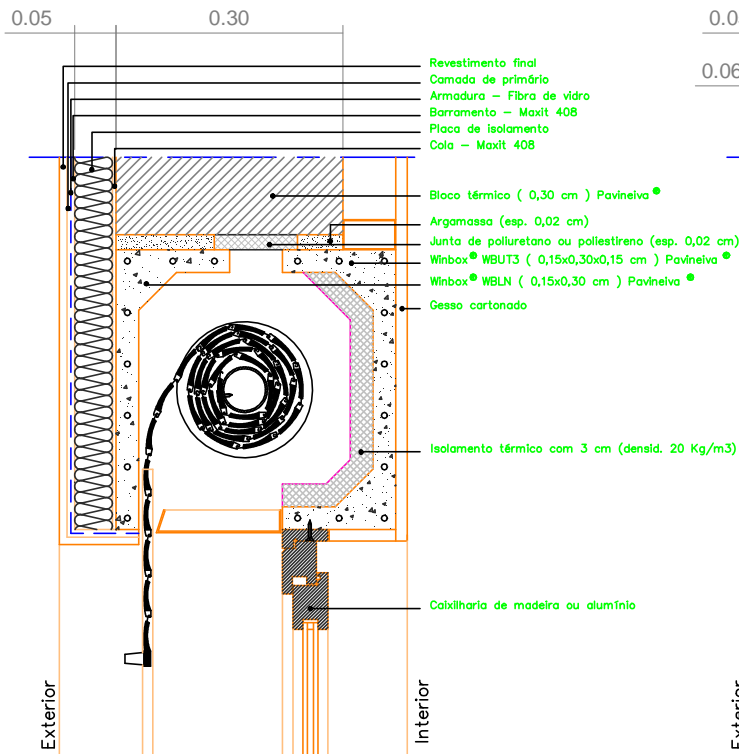 0.05
0.30
0.0
0.06
Revestimento final
Camada de primário
Armadura – Fibra de vidro
Barramento – Maxit 408
Placa de isolamento
Cola – Maxit 408
Bloco térmico ( 0,30 cm ) Pavineiva ®
Argamassa (esp. 0,02 cm)
Junta de poliuretano ou poliestireno (esp. 0,02 cm)
Winbox ® WBUT3 ( 0,15x0,30x0,15 cm ) Pavineiva ®
Winbox ® WBLN ( 0,15x0,30 cm ) Pavineiva ®
Gesso cartonado
Isolamento térmico com 3 cm (densid. 20 Kg/m3)
Caixilharia de madeira ou alumínio
Exterior
Interior
Exterior